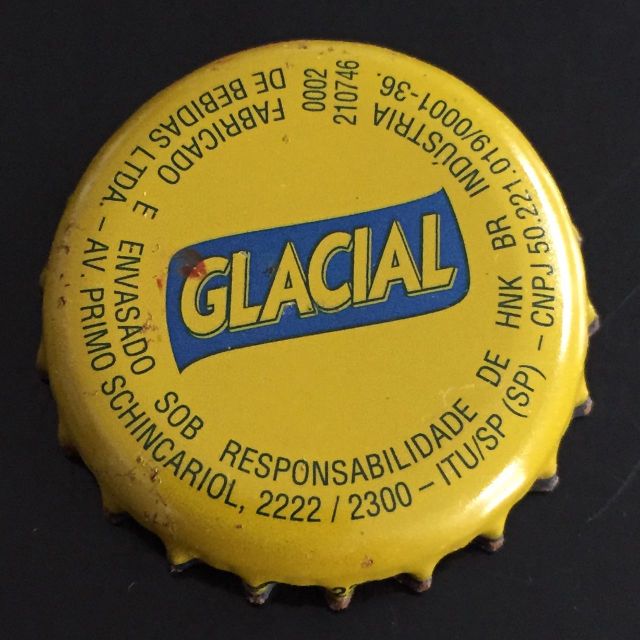 GLACIAL
FABRICADO E ENVASADO SOB RESPONSABILIDADE DE HNK BR INDÚSTRIA
DE BEBIDAS LTDA. – AV. PRIMO SCHINCARIOL, 2222 / 2300 – ITU/SP (SP) – CNPJ 50.221.019/0001-36.
0002
210746